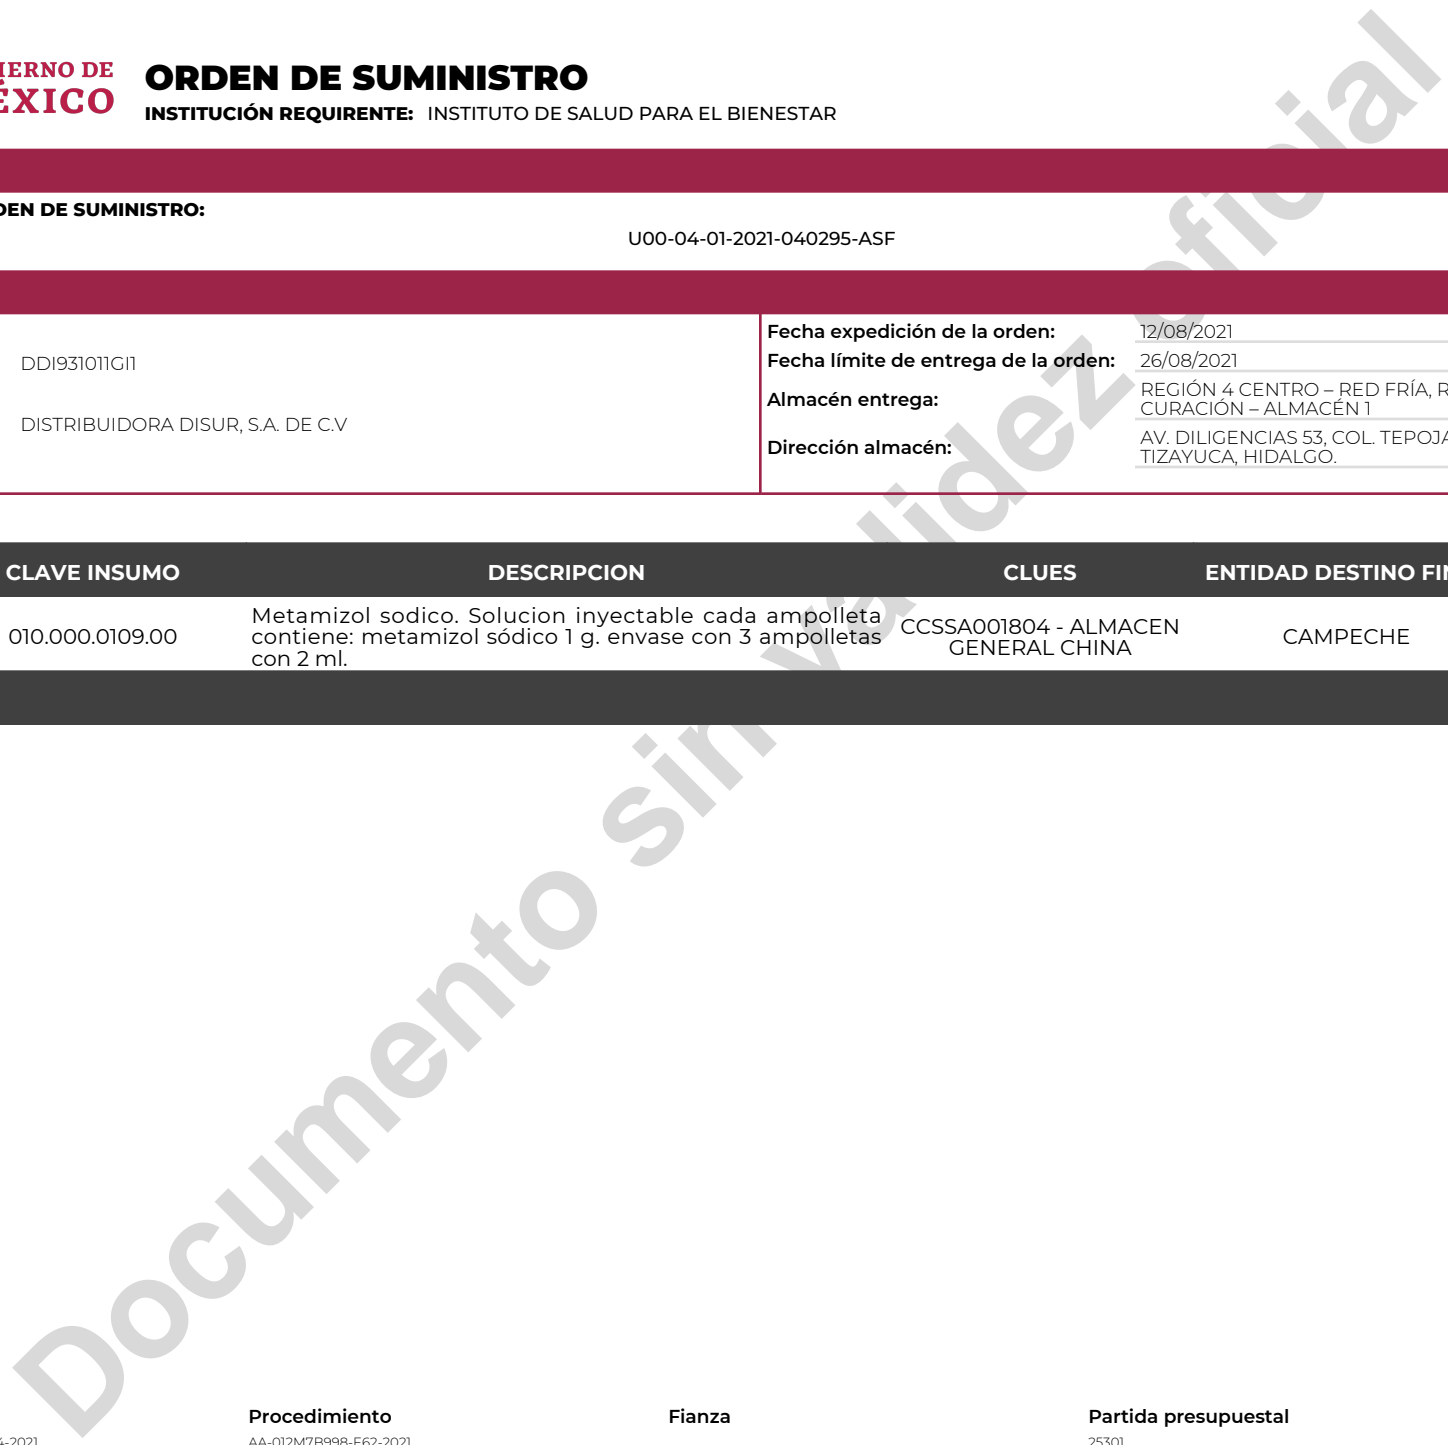 IERNO DE
ÉXICO
ORDEN DE SUMINISTRO
INSTITUCIÓN REQUIRENTE: INSTITUTO DE SALUD PARA EL BIENESTAR
DEN DE SUMINISTRO:
U00-04-01-2021-040295-ASF
DDI931011GI1
DISTRIBUIDORA DISUR, S.A. DE C.V
Fecha expedición de la orden: 12/08/2021
Fecha límite de entrega de la orden: 26/08/2021
Almacén entrega: REGIÓN 4 CENTRO – RED FRÍA, R
CURACIÓN – ALMACÉN 1
Dirección almacén: AV. DILIGENCIAS 53, COL. TEPOJA
TIZAYUCA, HIDALGO.
CLAVE INSUMO DESCRIPCION CLUES ENTIDAD DESTINO FIN
010.000.0109.00
Metamizol sodico. Solucion inyectable cada ampolleta
contiene: metamizol sódico 1 g. envase con 3 ampolletas
con 2 ml.
CCSSA001804 - ALMACEN
GENERAL CHINA
CAMPECHE
Documento sin validez oficial
Procedimiento Fianza Partida presupuestal
4-2021 AA-012M7B998-E62-2021 25301